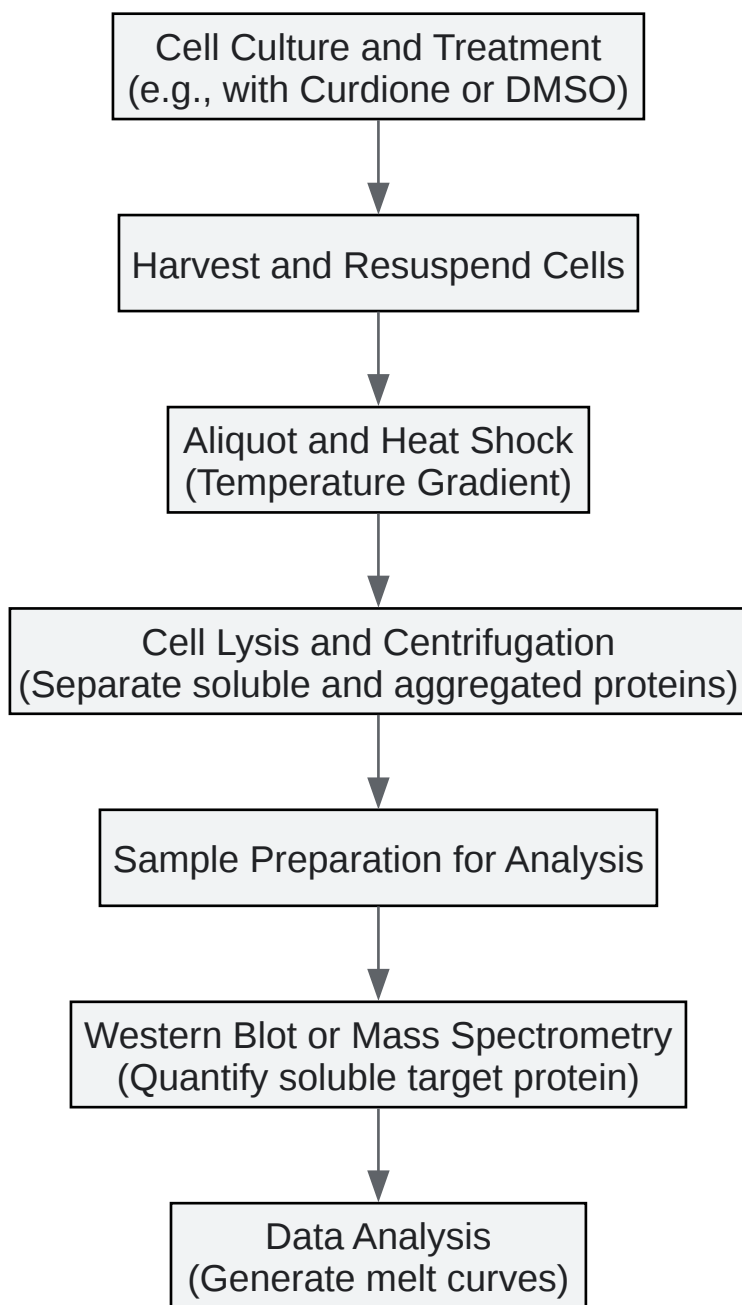 Cell Culture and Treatment
(e.g., with Curdione or DMSO)
Harvest and Resuspend Cells
Aliquot and Heat Shock
(Temperature Gradient)
Cell Lysis and Centrifugation
(Separate soluble and aggregated proteins)
Sample Preparation for Analysis
Western Blot or Mass Spectrometry
(Quantify soluble target protein)
Data Analysis
(Generate melt curves)